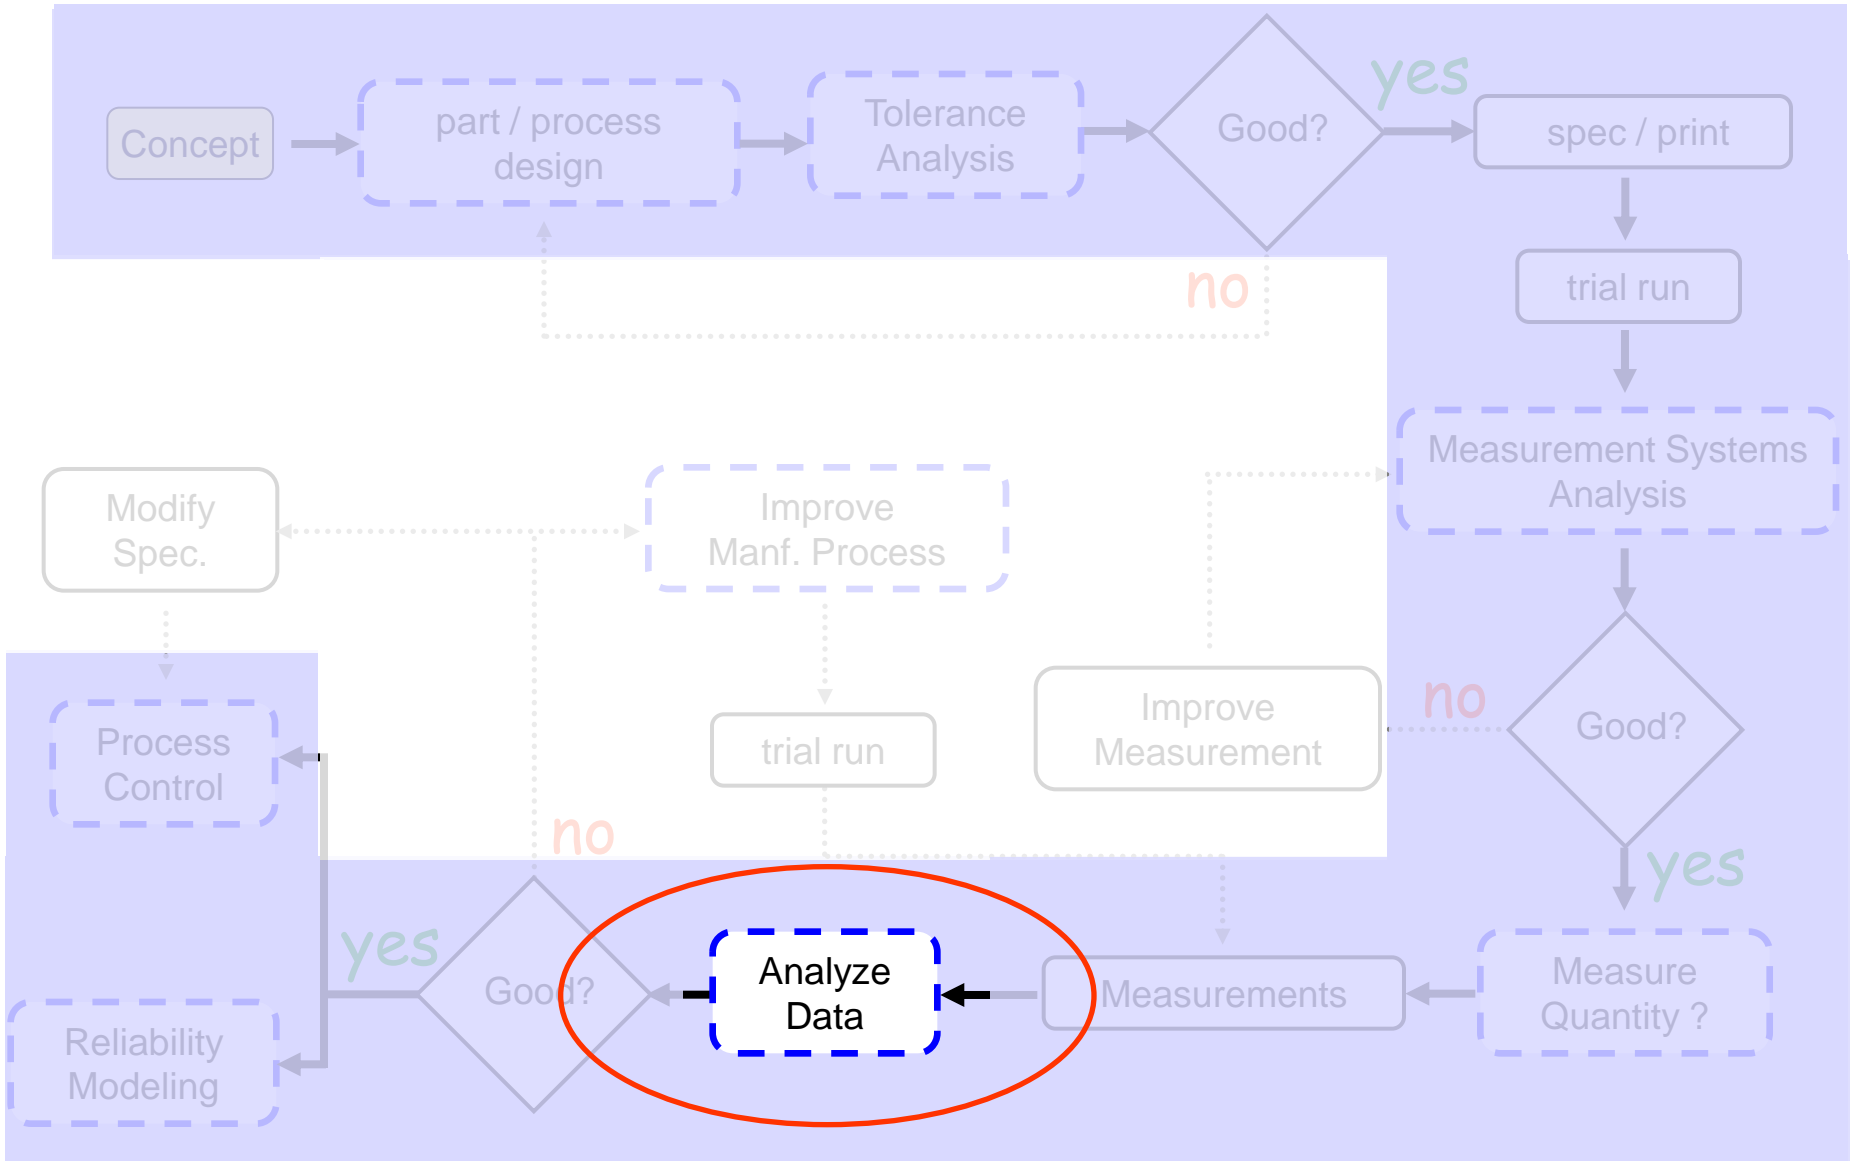 Concept
part / process
design
Tolerance
Analysis
Good?
yes
spec / print
no
trial run
Measurement Systems
Analysis
Modify
Spec.
Improve
Manf. Process
Process
Control
trial run
Improve
Measurement
no
Good?
no
yes
yes
Good?
Analyze
Data
Measurements
Measure
Quantity ?
Reliability
Modeling